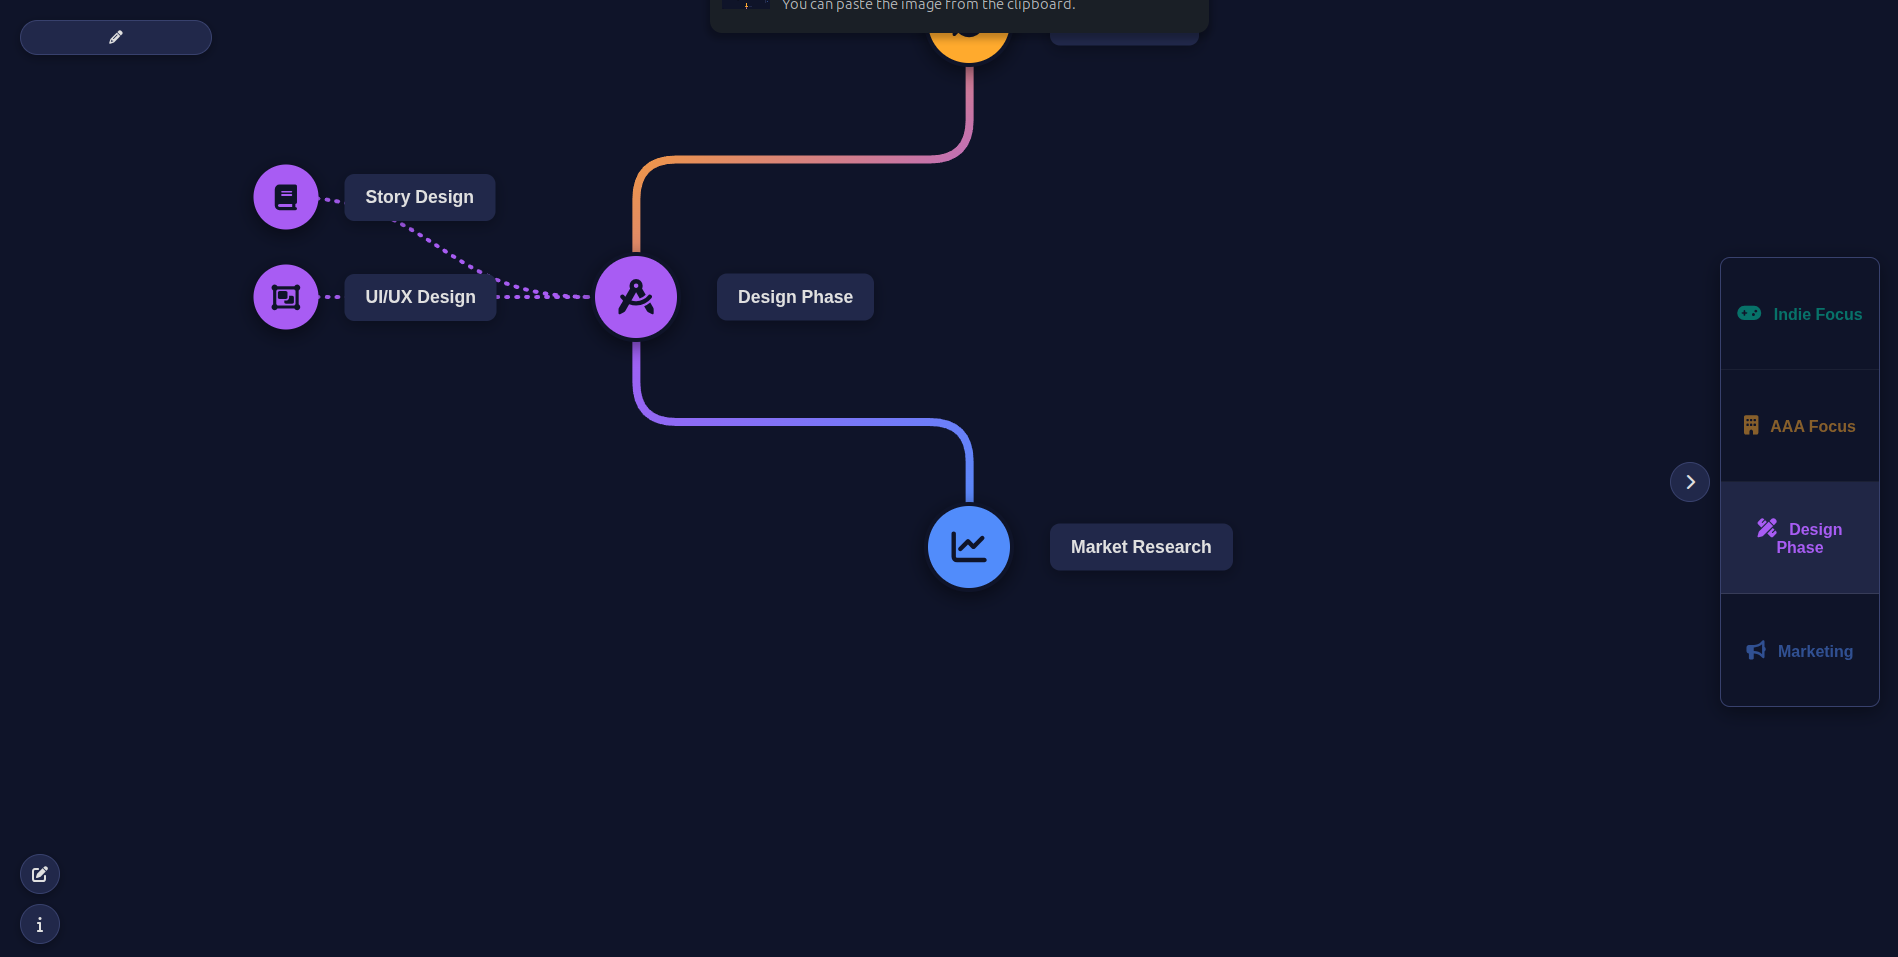 You can paste the image from the clipboard.
Story Design
UI/UX Design
Design Phase
Market Research
Indie Focus
AAA Focus
Design
Phase
Marketing